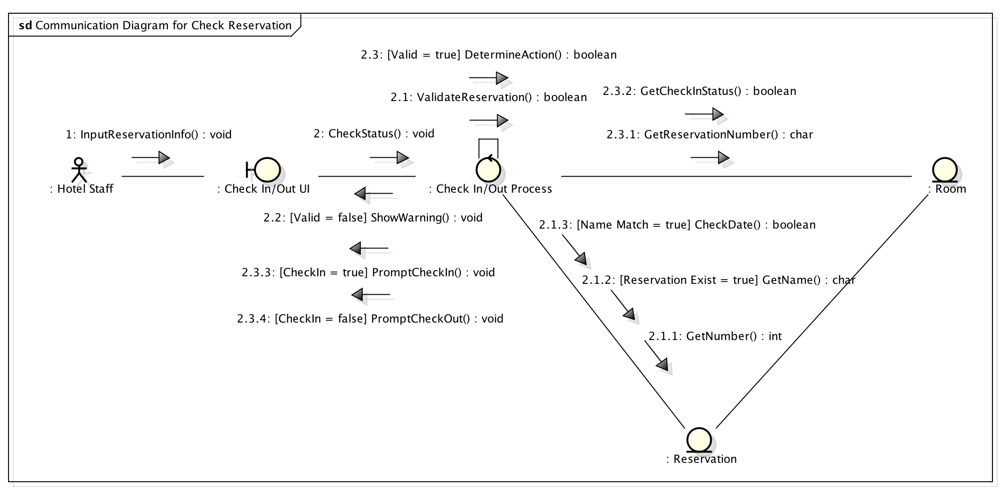 sd Communication Diagram for Check Reservation
2.3: [Valid = true] DetermineAction() : boolean
2.1: ValidateReservation() : boolean
2.3.2: GetCheckInStatus() : boolean
1: InputReservationInfo() : void
2: CheckStatus() : void
2.3.1: GetReservationNumber() : char
: Hotel Staff
: Check In/Out UI
: Check In/Out Process
: Room
2.2: [Valid = false] ShowWarning() : void
2.1.3: [Name Match = true] CheckDate() : boolean
2.3.3: [CheckIn = true] PromptCheckIn() : void
2.1.2: [Reservation Exist = true] GetName() : char
2.3.4: [CheckIn = false] PromptCheckOut() : void
2.1.1: GetNumber() : int
: Reservation